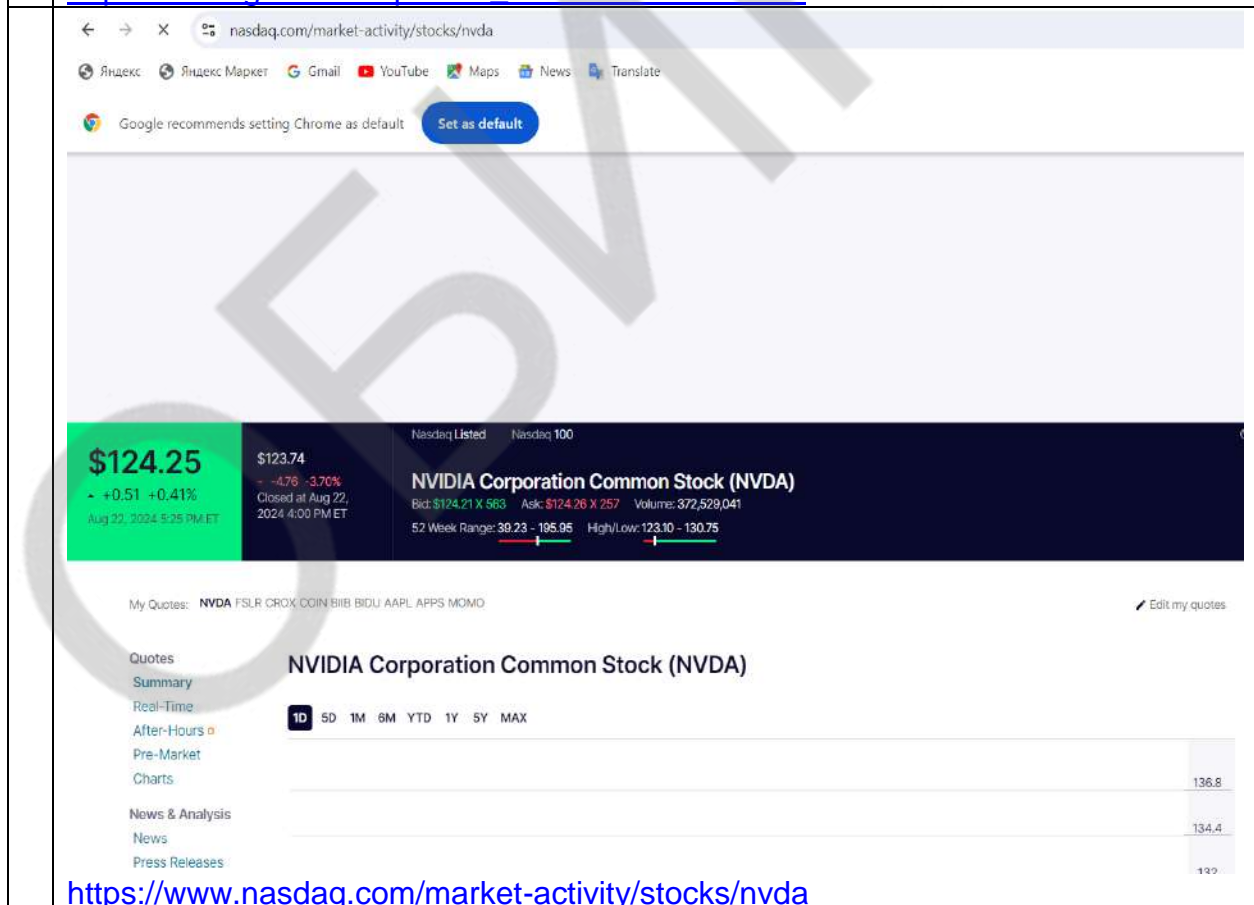 nasdaq.com/market-activity/stocks/nvda
Яндекс Яндекс Маркет Gmail YouTube Maps News Translate
Google recommends setting Chrome as default Set as default
Nasdaq Listed Nasdaq 100
$124.25
+0.51 +0.41%
Aug 22, 2024 5:25 PM ET
$123.74
-4.76 -3.70%
Closed at Aug 22,
2024 4:00 PM ET
NVIDIA Corporation Common Stock (NVDA)
Bid: $124.21 X 563 Ask: $124.26 X 257 Volume: 372,529,041
52 Week Range: 39.23 - 195.95 High/Low: 123.10 - 130.75
My Quotes: NVDA FSLR CROX COIN BIIB BIDU AAPL APPS MOMO
Edit my quotes
Quotes
Summary
Real-Time
After-Hours
Pre-Market
Charts
News & Analysis
News
Press Releases
NVIDIA Corporation Common Stock (NVDA)
1D 5D 1M 6M YTD 1Y 5Y MAX
136.8
134.4
132
https://www.nasdaq.com/market-activity/stocks/nvda